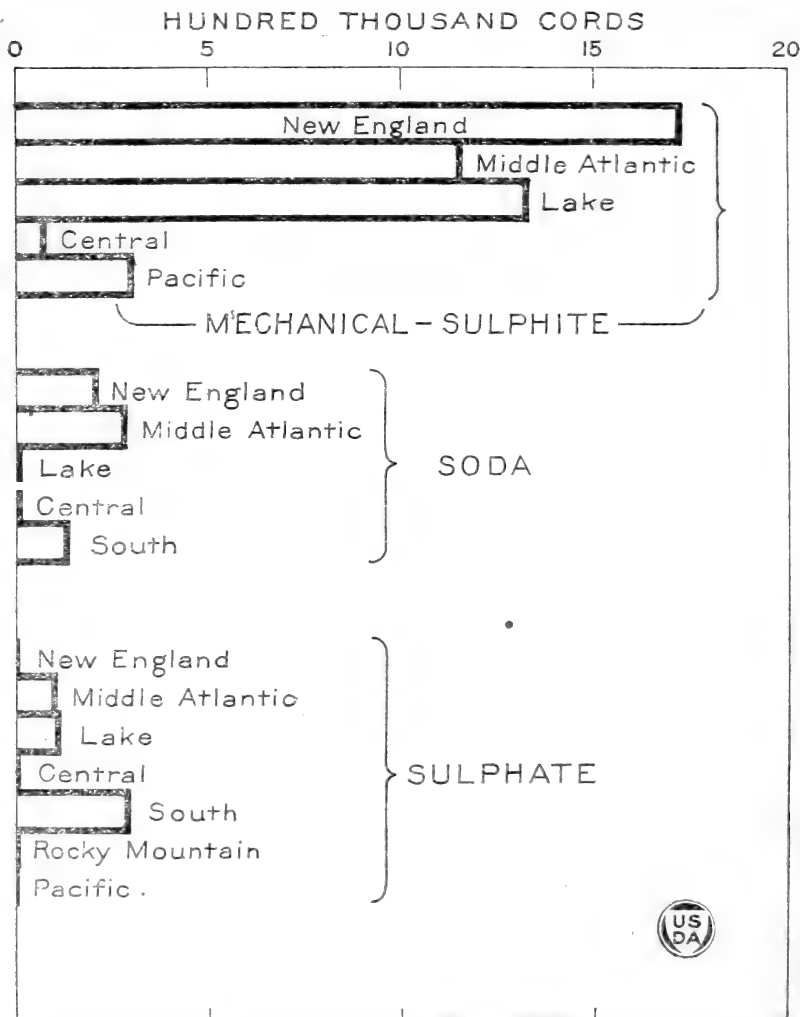 HUNDRED THOUSAND CORDS
0 5 10 15 20
New England
Middle Atlantic
Lake
Central
Pacific
MECHANICAL-SULPHITE
New England
Middle Atlantic
Lake
SODA
Central
South
New England
Middle Atlantic
Lake
Central
SULPHATE
South
Rocky Mountain
Pacific .
US
DA